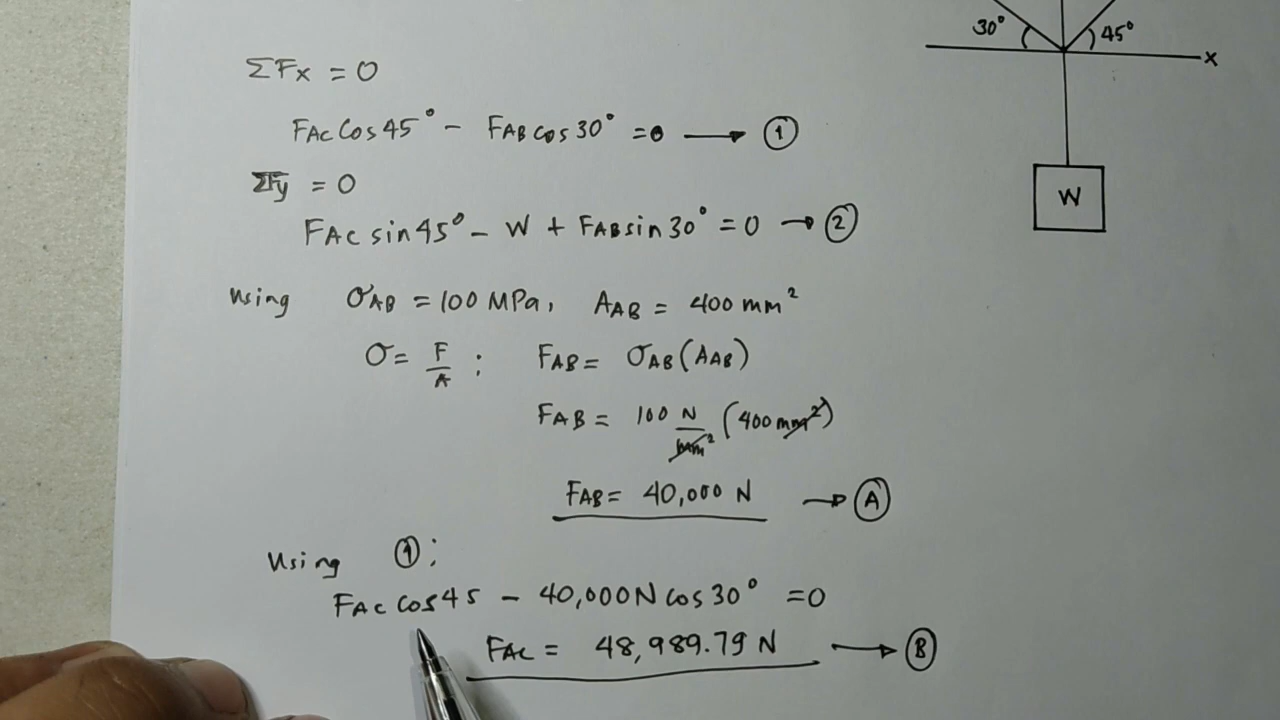 ΣFx = 0
FAC Cos 45° - FAB cos 30° = 0 → ①
ΣFy = 0
FAC sin 45° - W + FAB sin 30° = 0 → ②
Using σAB = 100 MPa, AAB = 400 mm²
σ = F/A ; FAB = σAB (AAB)
FAB = 100 N/mm² (400 mm²)
FAB = 40,000 N → Ⓐ
Using ①:
FAC cos 45 - 40,000 N cos 30° = 0
FAC = 48,989.79 N → Ⓑ
30° 45°
x
W